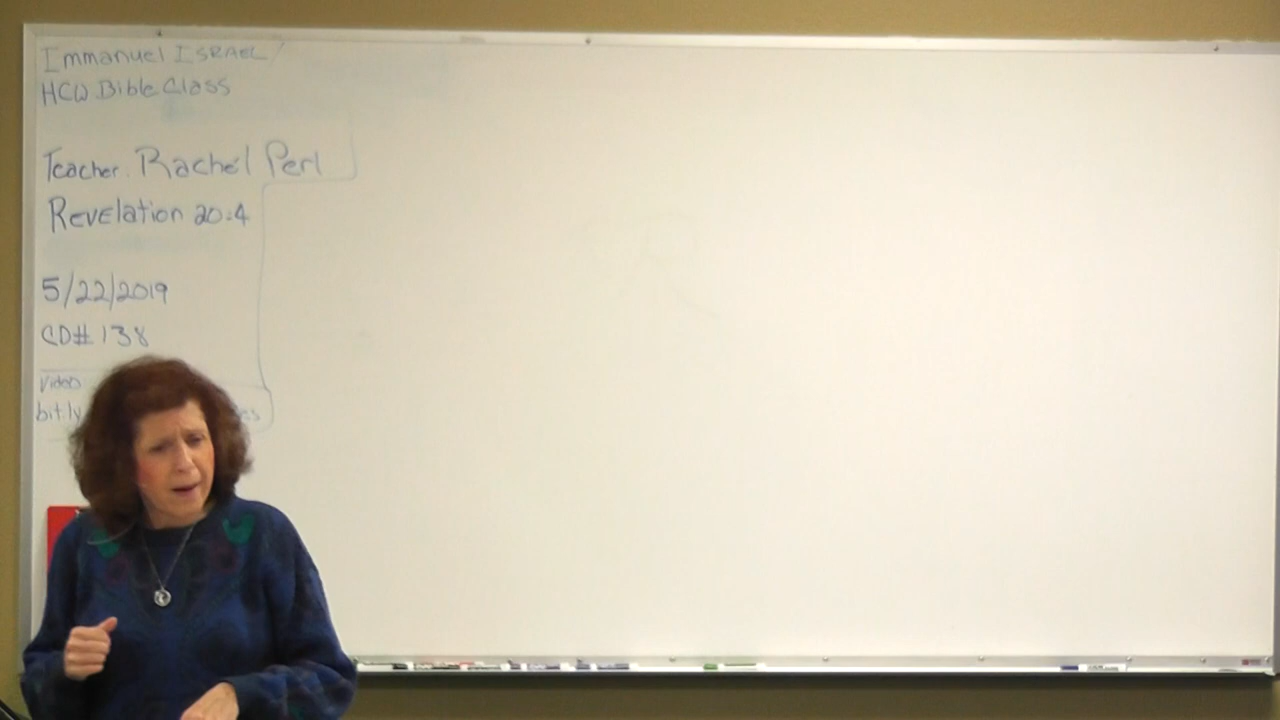 Immanuel ISRAEL/
HCW Bible Class
Teacher: Rachel Perl
Revelation 20:4
5/22/2019
CD# 138
Video
bit.ly